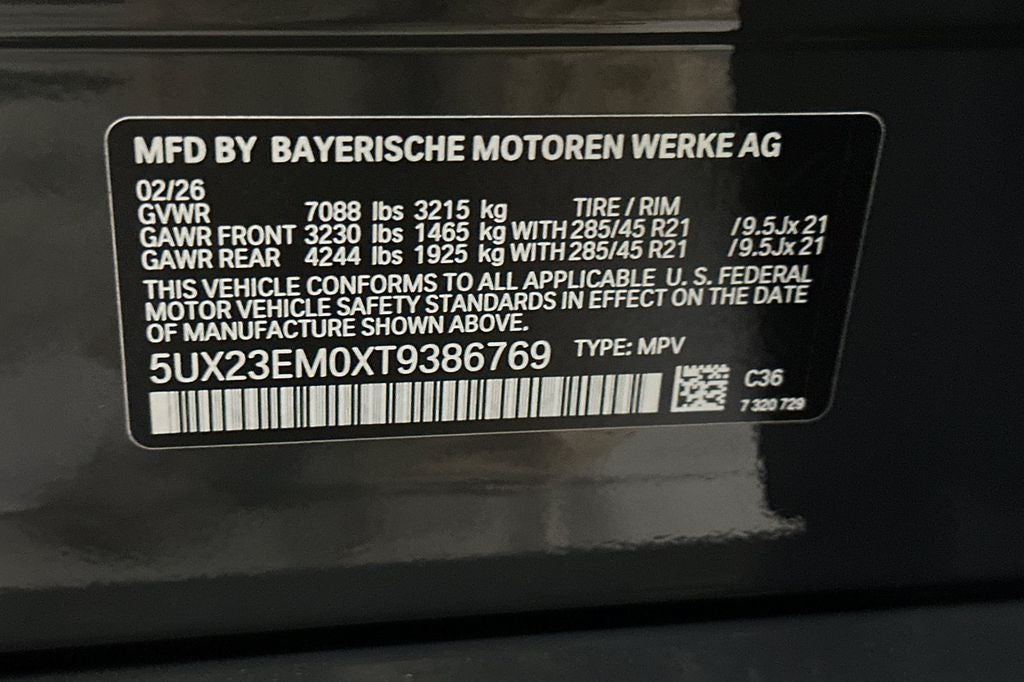 MFD BY BAYERISCHE MOTOREN WERKE AG
02/26
GVWR 7088 lbs 3215 kg TIRE / RIM
GAWR FRONT 3230 lbs 1465 kg WITH 285/45 R21 /9.5Jx 21
GAWR REAR 4244 lbs 1925 kg WITH 285/45 R21 /9.5Jx 21
THIS VEHICLE CONFORMS TO ALL APPLICABLE U. S. FEDERAL
MOTOR VEHICLE SAFETY STANDARDS IN EFFECT ON THE DATE
OF MANUFACTURE SHOWN ABOVE.
5UX23EM0XT9386769 TYPE: MPV
C36
7 320 729